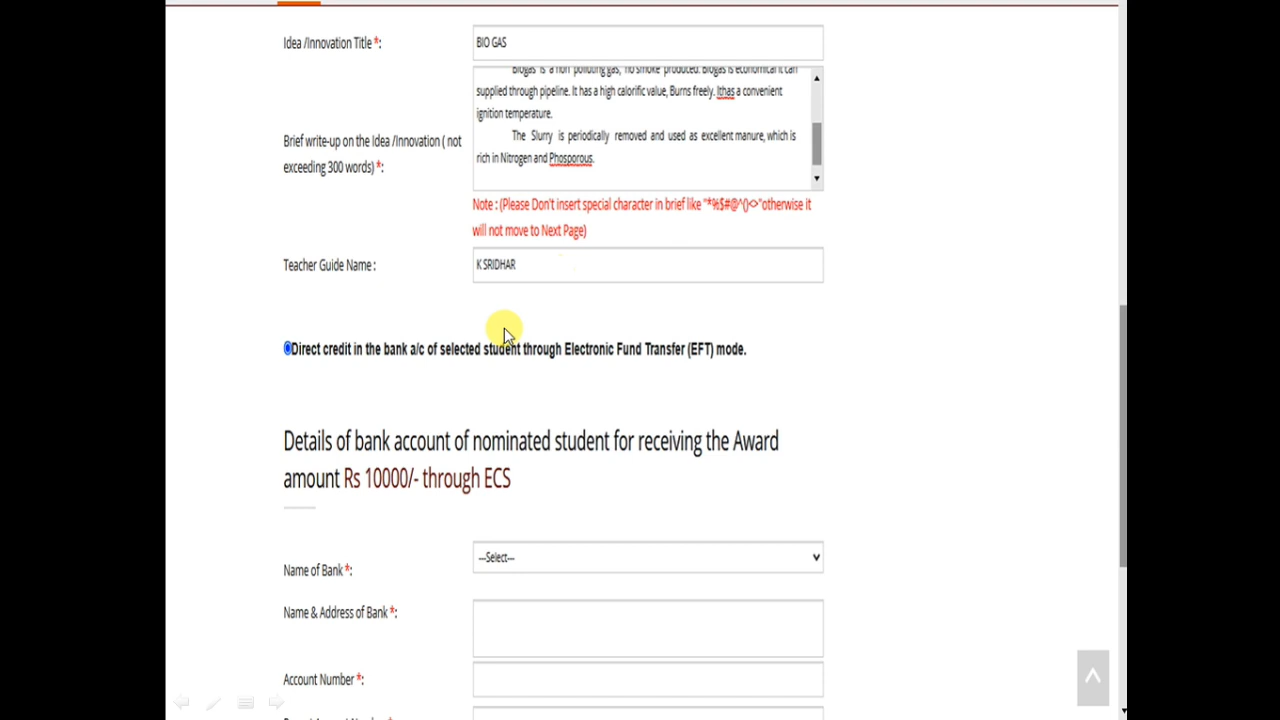 Idea /Innovation Title *:
BIO GAS
Biogas is a non polluting gas, no smoke produced. Biogas is economical it can
supplied through pipeline. It has a high calorific value, Burns freely. Ithas a convenient
ignition temperature.
The Slurry is periodically removed and used as excellent manure, which is
rich in Nitrogen and Phosporous.
Brief write-up on the Idea /Innovation ( not
exceeding 300 words) *:
Note : (Please Don't insert special character in brief like "*%$#@^()<>"otherwise it
will not move to Next Page)
Teacher Guide Name :
K SRIDHAR
Direct credit in the bank a/c of selected student through Electronic Fund Transfer (EFT) mode.
Details of bank account of nominated student for receiving the Award
amount Rs 10000/- through ECS
Name of Bank *:
---Select---
Name & Address of Bank *:
Account Number *: